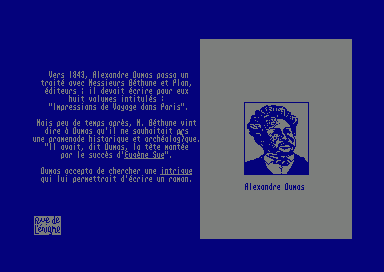 Vers 1843, Alexandre Dumas passa un
traité avec Messieurs Béthune et Plon,
éditeurs : il devait écrire pour eux
huit volumes intitulés :
"Impressions de Voyage dans Paris".
Mais peu de temps après, M. Béthune vint
dire à Dumas qu'il ne souhaitait pas
une promenade historique et archéologique.
"Il avait, dit Dumas, la tête montée
par le succès d'Eugène Sue".
Dumas accepta de chercher une intrigue
qui lui permettrait d'écrire un roman.
Alexandre Dumas
Rue de
l'énigme